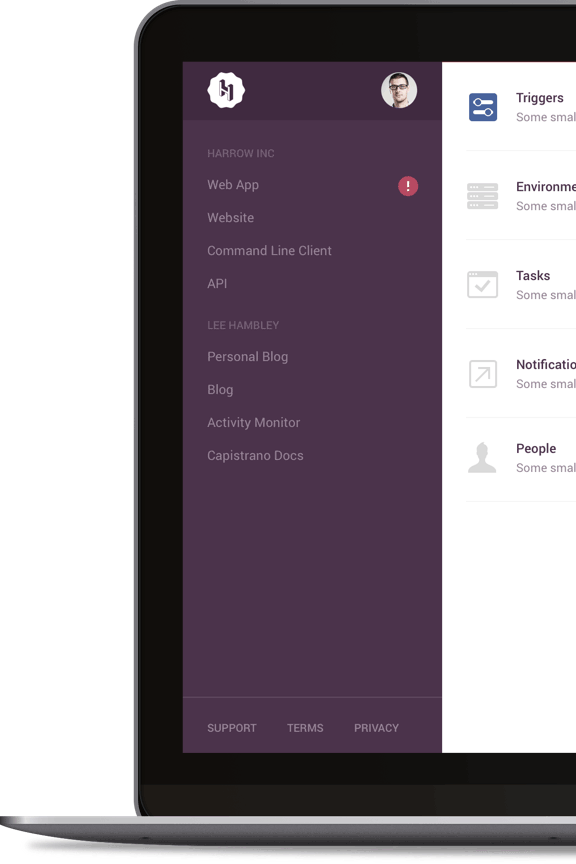 HARROW INC
Web App
!
Website
Command Line Client
API
LEE HAMBLEY
Personal Blog
Blog
Activity Monitor
Capistrano Docs
SUPPORT TERMS PRIVACY
Triggers
Some smal
Environme
Some smal
Tasks
Some smal
Notificatio
Some smal
People
Some smal